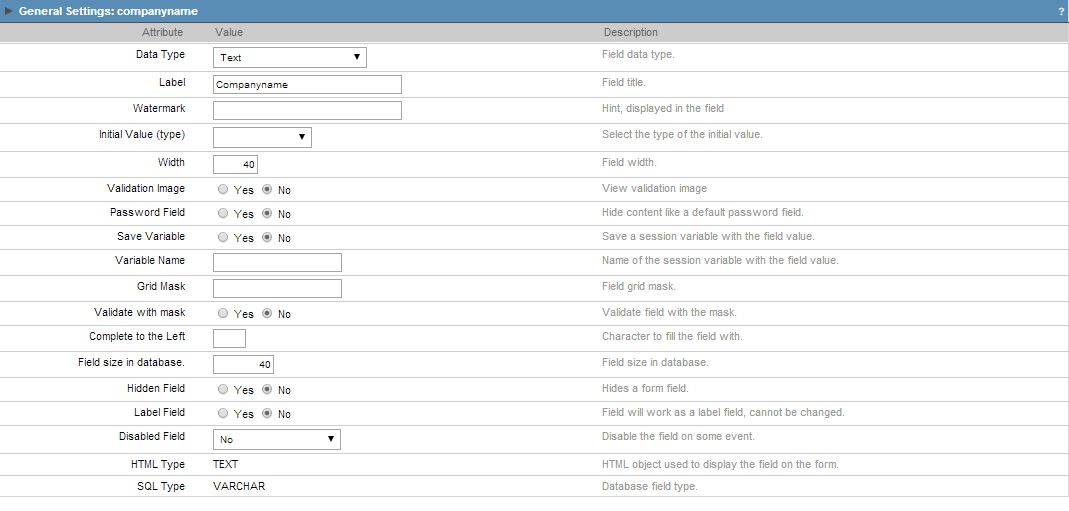 General Settings: companyname ?
Attribute Value Description
Data Type Text Field data type.
Label Companyname Field title.
Watermark Hint, displayed in the field
Initial Value (type) Select the type of the initial value.
Width 40 Field width.
Validation Image Yes No View validation image
Password Field Yes No Hide content like a default password field.
Save Variable Yes No Save a session variable with the field value.
Variable Name Name of the session variable with the field value.
Grid Mask Field grid mask.
Validate with mask Yes No Validate field with the mask.
Complete to the Left Character to fill the field with.
Field size in database. 40 Field size in database.
Hidden Field Yes No Hides a form field.
Label Field Yes No Field will work as a label field, cannot be changed.
Disabled Field No Disable the field on some event.
HTML Type TEXT HTML object used to display the field on the form.
SQL Type VARCHAR Database field type.